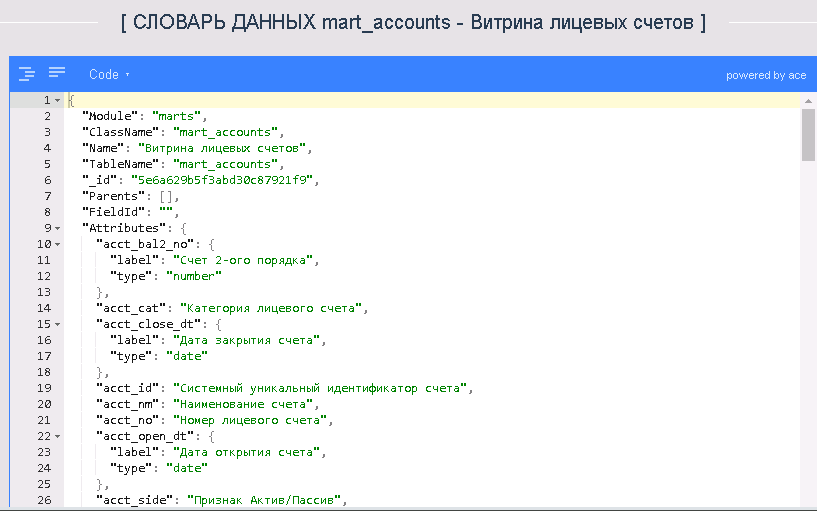 [ СЛОВАРЬ ДАННЫХ mart_accounts - Витрина лицевых счетов ]
Code
powered by ace
1 {
2 "Module": "marts",
3 "ClassName": "mart_accounts",
4 "Name": "Витрина лицевых счетов",
5 "TableName": "mart_accounts",
6 "_id": "5e6a629b5f3abd30c87921f9",
7 "Parents": [],
8 "FieldId": "",
9 "Attributes": {
10 "acct_bal2_no": {
11 "label": "Счет 2-ого порядка",
12 "type": "number"
13 },
14 "acct_cat": "Категория лицевого счета",
15 "acct_close_dt": {
16 "label": "Дата закрытия счета",
17 "type": "date"
18 },
19 "acct_id": "Системный уникальный идентификатор счета",
20 "acct_nm": "Наименование счета",
21 "acct_no": "Номер лицевого счета",
22 "acct_open_dt": {
23 "label": "Дата открытия счета",
24 "type": "date"
25 },
26 "acct_side": "Признак Актив/Пассив",